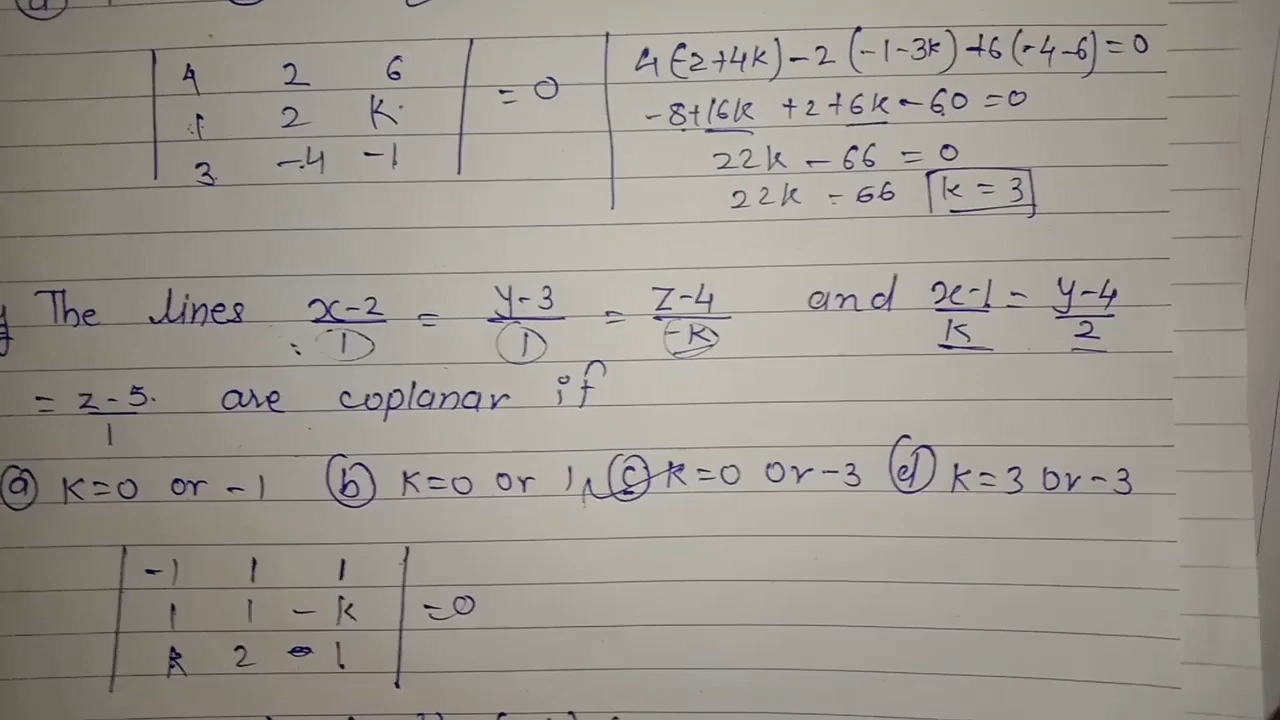 4 2 6
1 2 K = 0
3 -4 -1
4(-2+4k) - 2(-1-3k) + 6(-4-6) = 0
-8+16k + 2 + 6k - 60 = 0
22k - 66 = 0
22k = 66 k = 3
The lines x-2/1 = y-3/1 = z-4/-k and x-1/k = y-4/2
= z-5/1 are coplanar if
(a) K=0 or -1 (b) K=0 or 1 (c) k=0 or -3 (d) k=3 or -3
-1 1 1
1 1 -k = 0
k 2 1